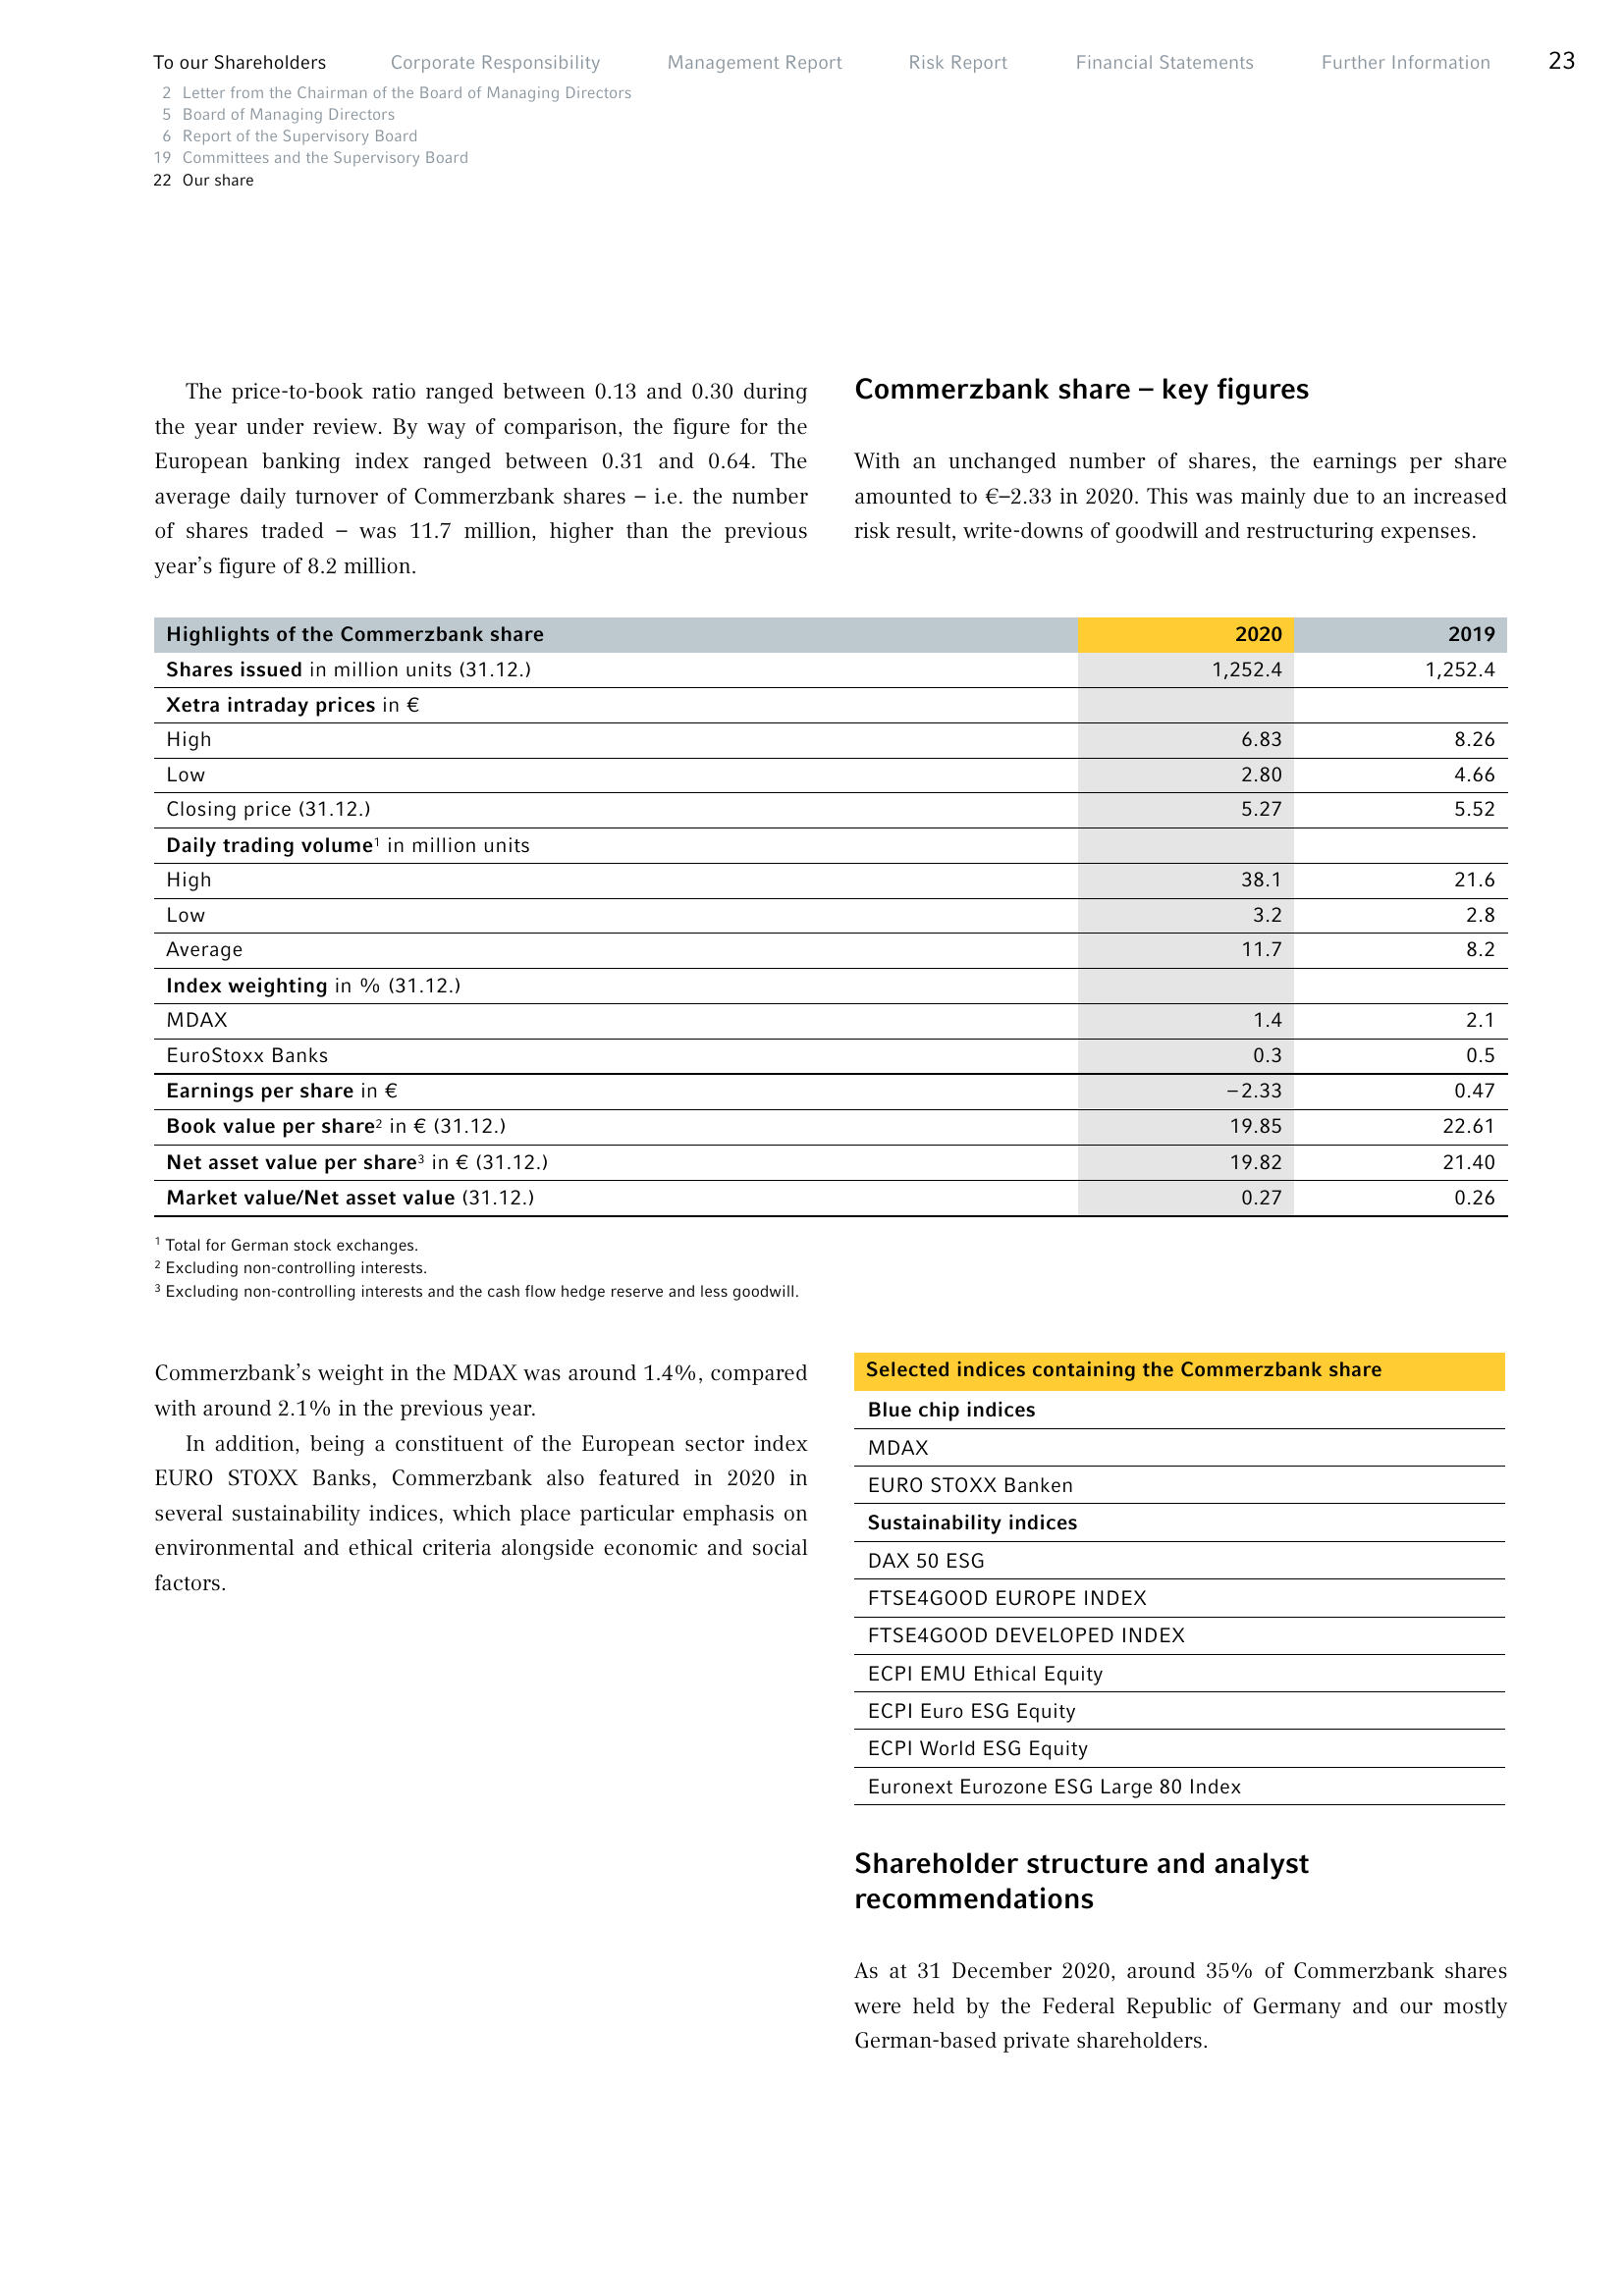 To our Shareholders Corporate Responsibility Management Report Risk Report Financial Statements Further Information 23
2 Letter from the Chairman of the Board of Managing Directors
5 Board of Managing Directors
6 Report of the Supervisory Board
19 Committees and the Supervisory Board
22 Our share
The price-to-book ratio ranged between 0.13 and 0.30 during
the year under review. By way of comparison, the figure for the
European banking index ranged between 0.31 and 0.64. The
average daily turnover of Commerzbank shares – i.e. the number
of shares traded – was 11.7 million, higher than the previous
year’s figure of 8.2 million.
Commerzbank share – key figures
With an unchanged number of shares, the earnings per share
amounted to €–2.33 in 2020. This was mainly due to an increased
risk result, write-downs of goodwill and restructuring expenses.
Highlights of the Commerzbank share 2020 2019
Shares issued in million units (31.12.) 1,252.4 1,252.4
Xetra intraday prices in €
High 6.83 8.26
Low 2.80 4.66
Closing price (31.12.) 5.27 5.52
Daily trading volume¹ in million units
High 38.1 21.6
Low 3.2 2.8
Average 11.7 8.2
Index weighting in % (31.12.)
MDAX 1.4 2.1
EuroStoxx Banks 0.3 0.5
Earnings per share in € –2.33 0.47
Book value per share² in € (31.12.) 19.85 22.61
Net asset value per share³ in € (31.12.) 19.82 21.40
Market value/Net asset value (31.12.) 0.27 0.26
¹ Total for German stock exchanges.
² Excluding non-controlling interests.
³ Excluding non-controlling interests and the cash flow hedge reserve and less goodwill.
Commerzbank’s weight in the MDAX was around 1.4%, compared
with around 2.1% in the previous year.
In addition, being a constituent of the European sector index
EURO STOXX Banks, Commerzbank also featured in 2020 in
several sustainability indices, which place particular emphasis on
environmental and ethical criteria alongside economic and social
factors.
Selected indices containing the Commerzbank share
Blue chip indices
MDAX
EURO STOXX Banken
Sustainability indices
DAX 50 ESG
FTSE4GOOD EUROPE INDEX
FTSE4GOOD DEVELOPED INDEX
ECPI EMU Ethical Equity
ECPI Euro ESG Equity
ECPI World ESG Equity
Euronext Eurozone ESG Large 80 Index
Shareholder structure and analyst
recommendations
As at 31 December 2020, around 35% of Commerzbank shares
were held by the Federal Republic of Germany and our mostly
German-based private shareholders.